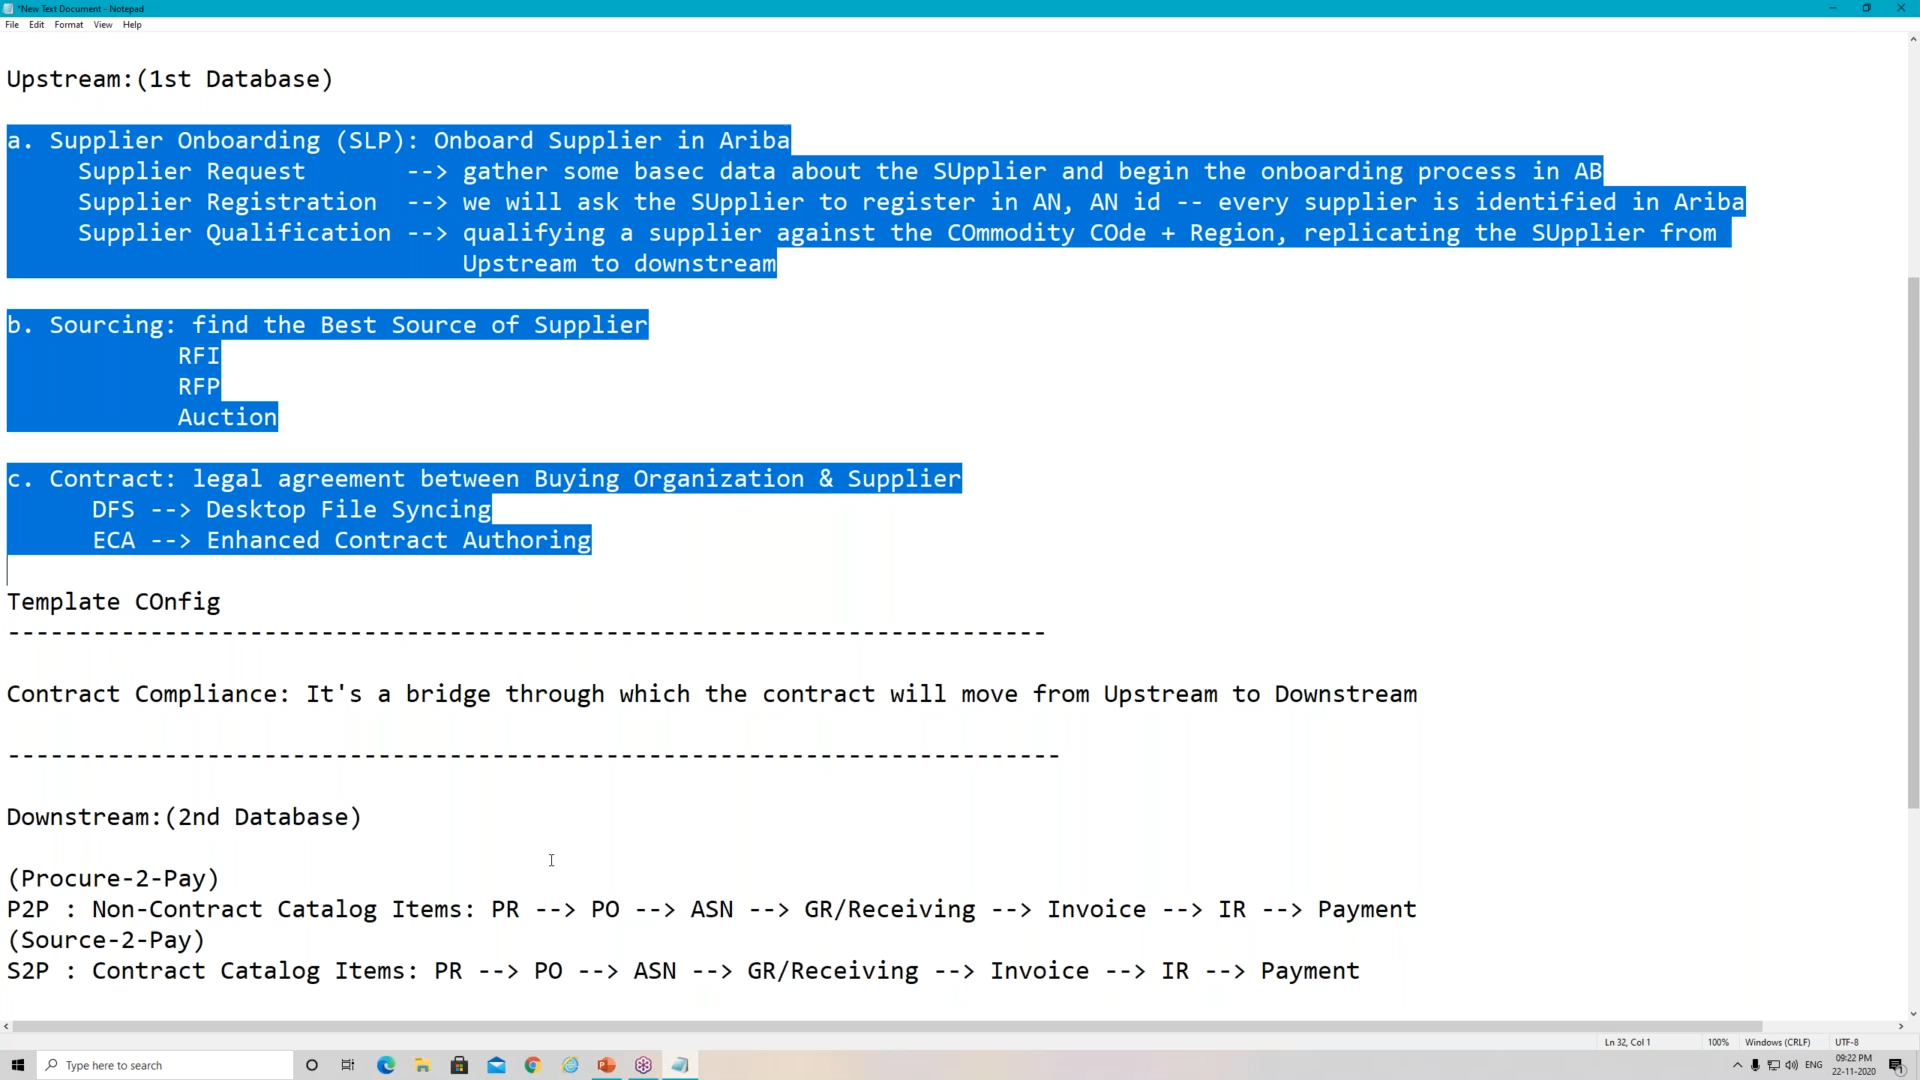 *New Text Document - Notepad
File Edit Format View Help
Upstream:(1st Database)
a. Supplier Onboarding (SLP): Onboard Supplier in Ariba
Supplier Request --> gather some basec data about the SUpplier and begin the onboarding process in AB
Supplier Registration --> we will ask the SUpplier to register in AN, AN id -- every supplier is identified in Ariba
Supplier Qualification --> qualifying a supplier against the COmmodity COde + Region, replicating the SUpplier from
Upstream to downstream
b. Sourcing: find the Best Source of Supplier
RFI
RFP
Auction
c. Contract: legal agreement between Buying Organization & Supplier
DFS --> Desktop File Syncing
ECA --> Enhanced Contract Authoring
Template COnfig
-------------------------------------------------------------------------
Contract Compliance: It's a bridge through which the contract will move from Upstream to Downstream
--------------------------------------------------------------------------
Downstream:(2nd Database)
(Procure-2-Pay)
P2P : Non-Contract Catalog Items: PR --> PO --> ASN --> GR/Receiving --> Invoice --> IR --> Payment
(Source-2-Pay)
S2P : Contract Catalog Items: PR --> PO --> ASN --> GR/Receiving --> Invoice --> IR --> Payment
Ln 32, Col 1 100% Windows (CRLF) UTF-8
Type here to search
ENG
09:22 PM
22-11-2020